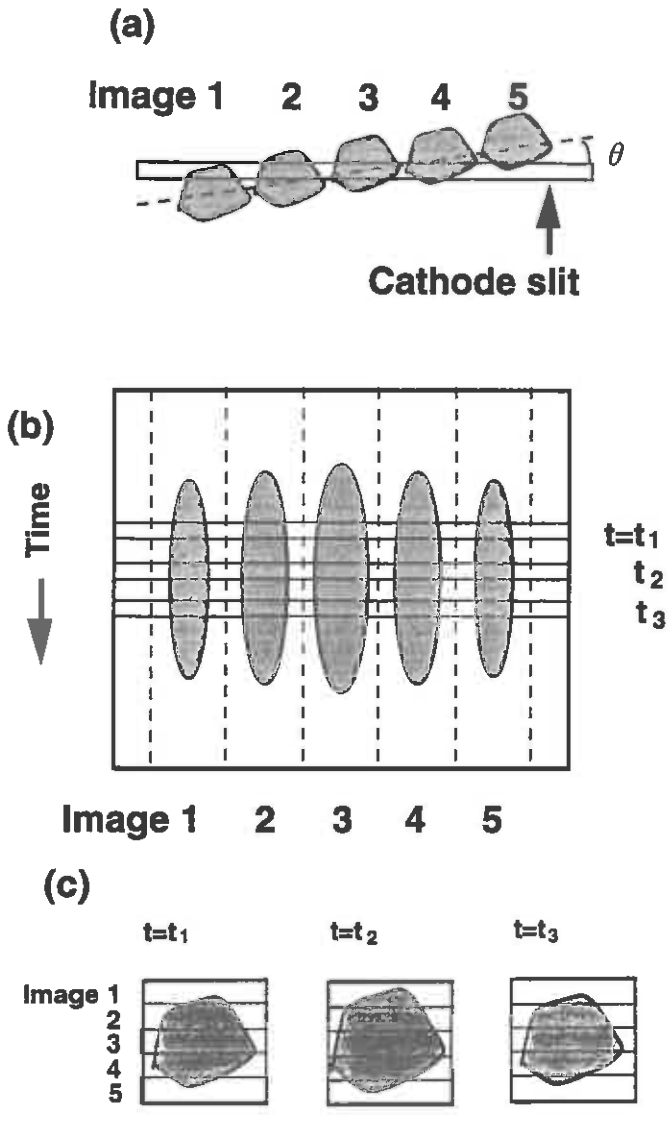 (a)
Image 1 2 3 4 5
θ
Cathode slit
(b)
Time
t=t1
t2
t3
Image 1 2 3 4 5
(c)
t=t1 t=t2 t=t3
Image 1
2
3
4
5